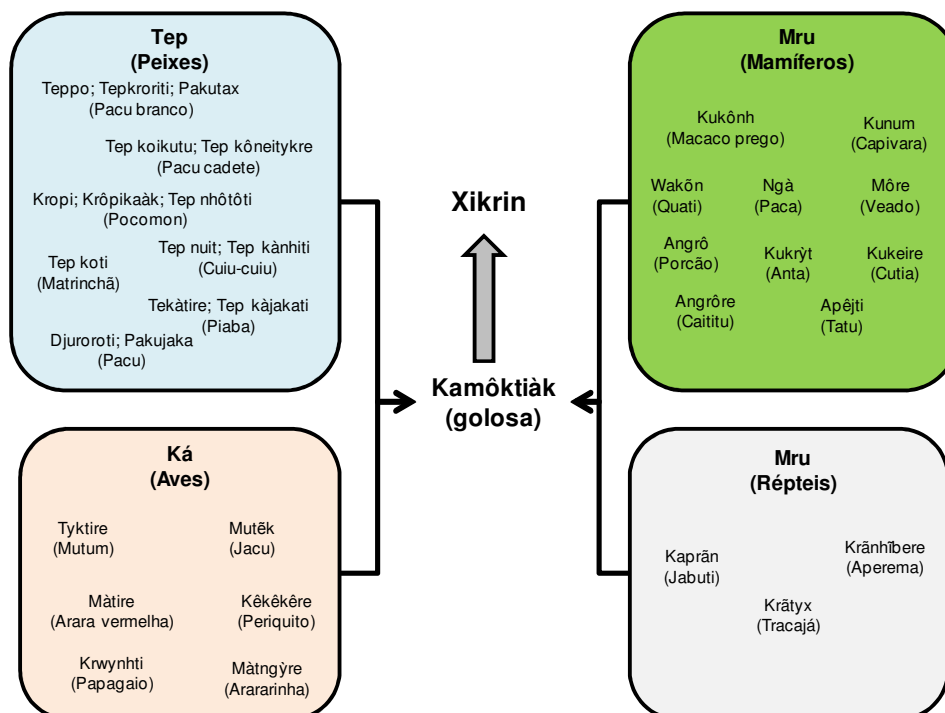 Tep
(Peixes)
Teppo; Tepkroriti; Pakutax
(Pacu branco)
Tep koikutu; Tep kôneitykre
(Pacu cadete)
Kropi; Krôpikaàk; Tep nhôtôti
(Pocomon)
Tep nuit; Tep kànhiti
(Cuiu-cuiu)
Tep koti
(Matrinchã)
Tekàtire; Tep kàjakati
(Piaba)
Djuroroti; Pakujaka
(Pacu)
Ká
(Aves)
Tyktire
(Mutum)
Mutẽk
(Jacu)
Màtire
(Arara vermelha)
Kêkêkêre
(Periquito)
Krwynhti
(Papagaio)
Màtngỳre
(Arararinha)
Xikrin
Kamôktiàk
(golosa)
Mru
(Mamíferos)
Kukônh
(Macaco prego)
Kunum
(Capivara)
Wakõn
(Quati)
Ngà
(Paca)
Môre
(Veado)
Angrô
(Porcão)
Kukrỳt
(Anta)
Kukeire
(Cutia)
Angrôre
(Caititu)
Apêjti
(Tatu)
Mru
(Répteis)
Kaprãn
(Jabuti)
Krãnhĩbere
(Aperema)
Krãtyx
(Tracajá)